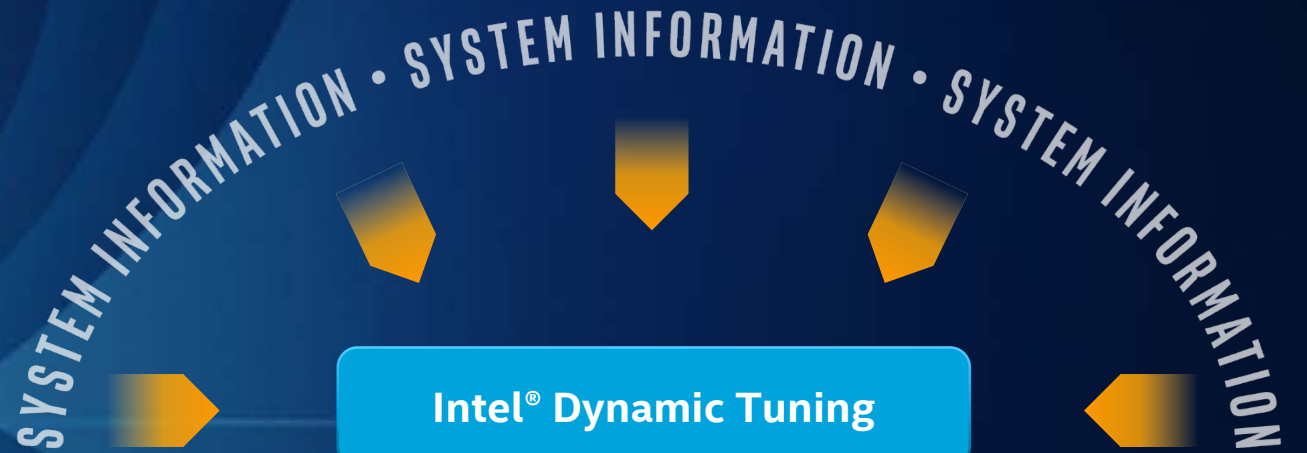 SYSTEM INFORMATION • SYSTEM INFORMATION • SYSTEM INFORMATION
Intel® Dynamic Tuning